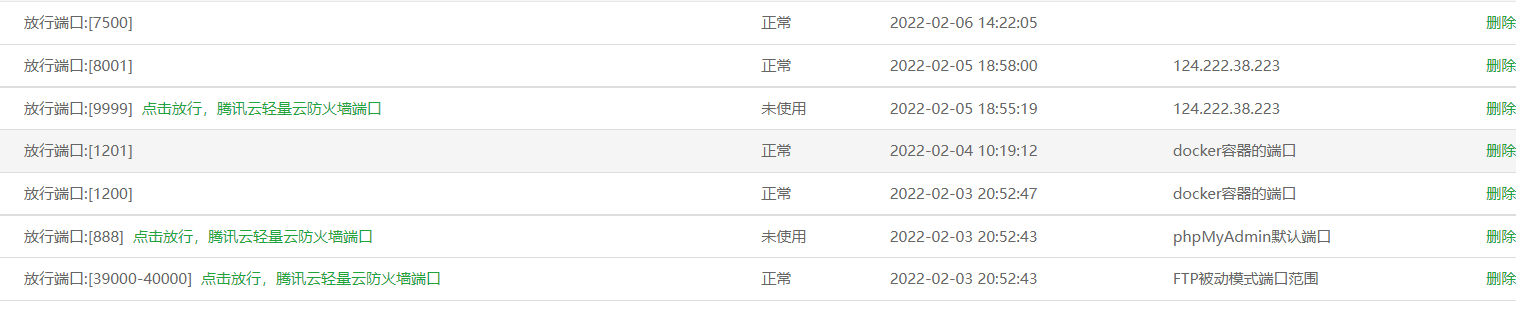 放行端口:[7500] 正常 2022-02-06 14:22:05 删除
放行端口:[8001] 正常 2022-02-05 18:58:00 124.222.38.223 删除
放行端口:[9999] 点击放行，腾讯云轻量云防火墙端口 未使用 2022-02-05 18:55:19 124.222.38.223 删除
放行端口:[1201] 正常 2022-02-04 10:19:12 docker容器的端口 删除
放行端口:[1200] 正常 2022-02-03 20:52:47 docker容器的端口 删除
放行端口:[888] 点击放行，腾讯云轻量云防火墙端口 未使用 2022-02-03 20:52:43 phpMyAdmin默认端口 删除
放行端口:[39000-40000] 点击放行，腾讯云轻量云防火墙端口 正常 2022-02-03 20:52:43 FTP被动模式端口范围 删除